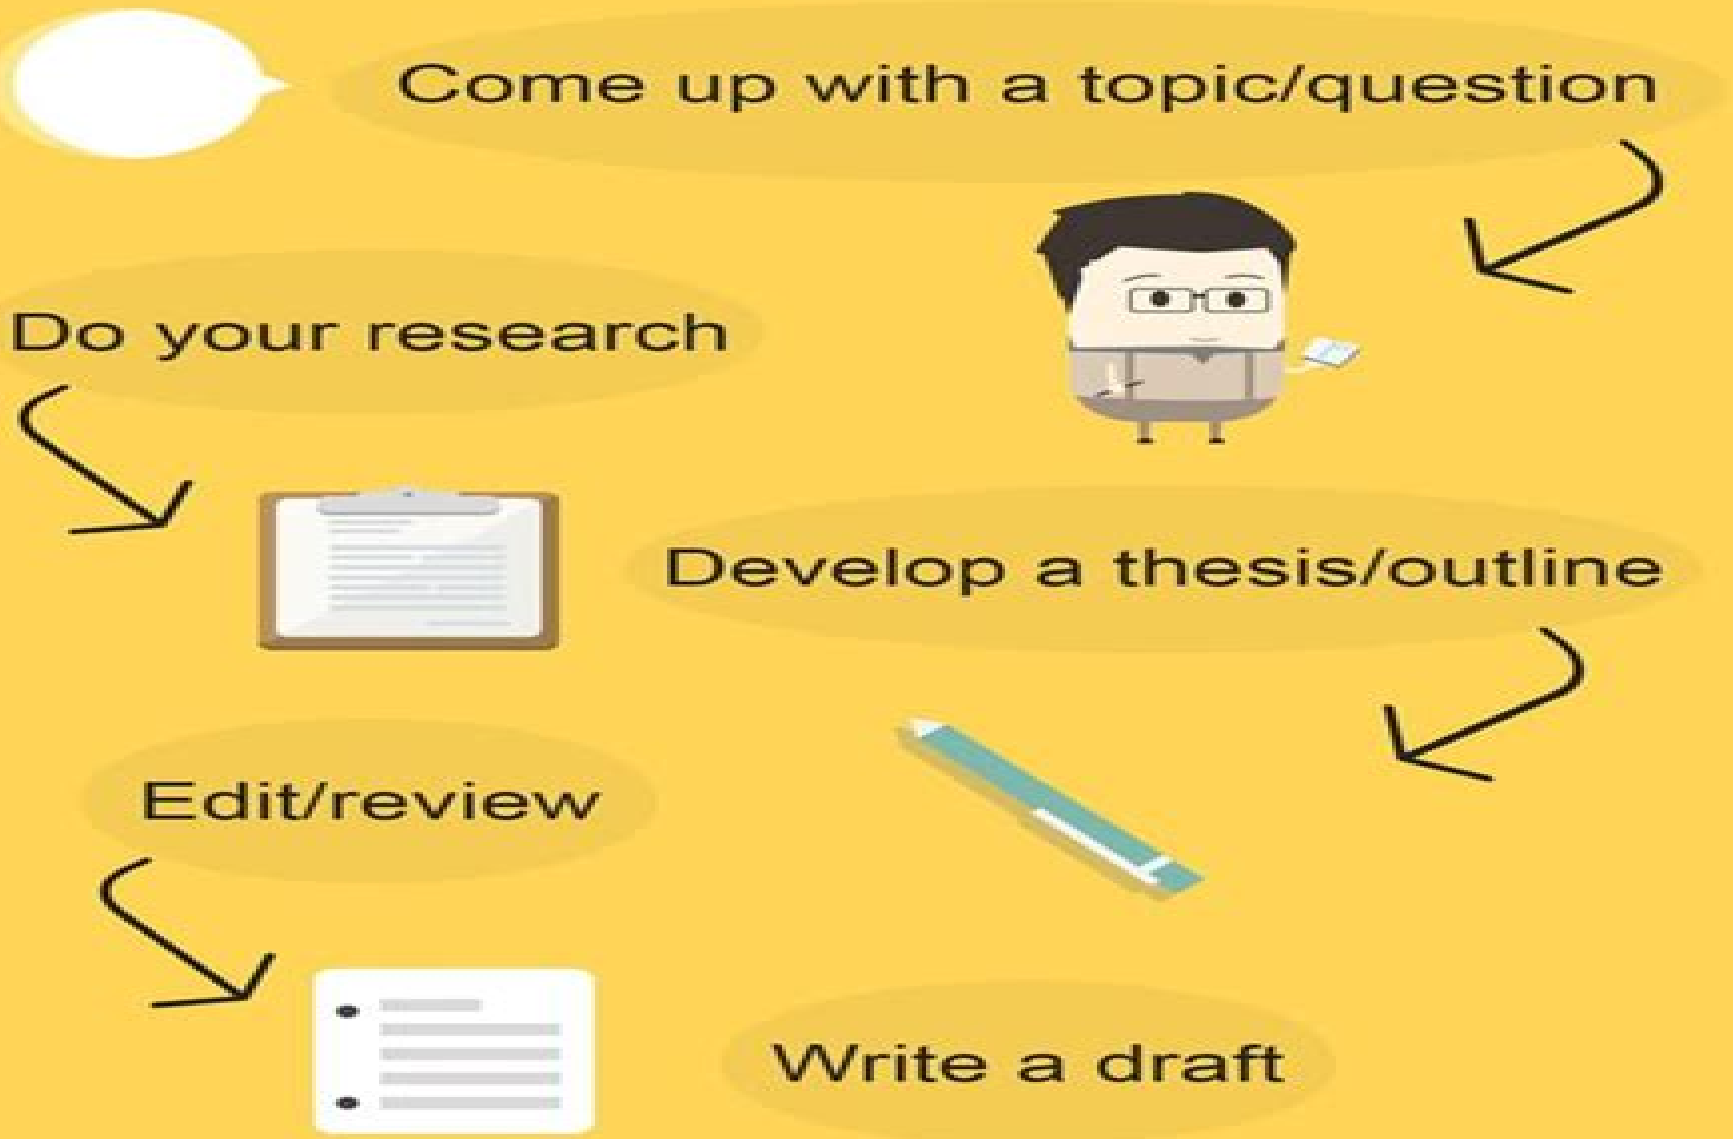 Come up with a topic/question
Do your research
Develop a thesis/outline
Edit/review
Write a draft